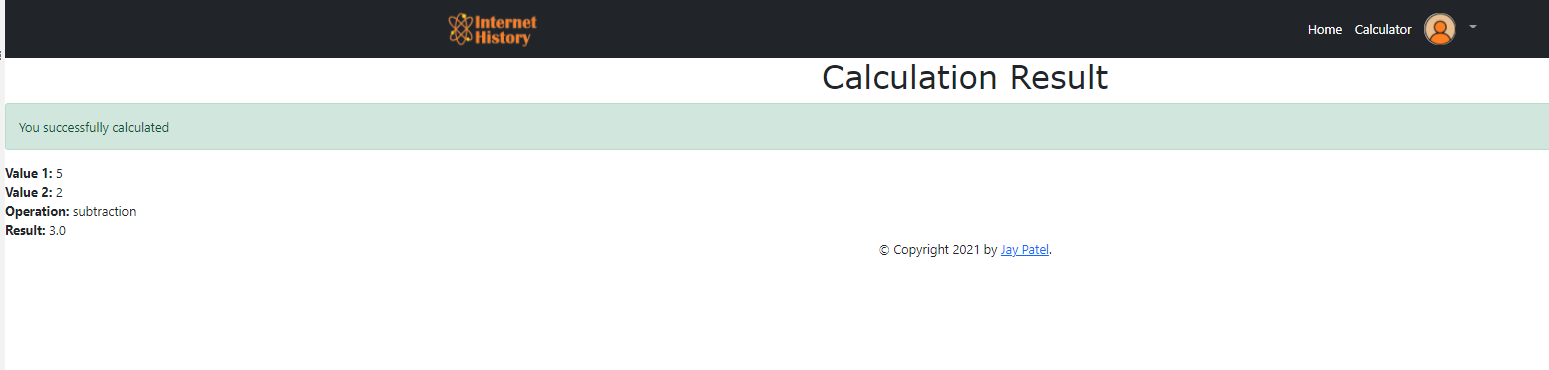 Internet
History
Home Calculator
Calculation Result
You successfully calculated
Value 1: 5
Value 2: 2
Operation: subtraction
Result: 3.0
© Copyright 2021 by Jay Patel.